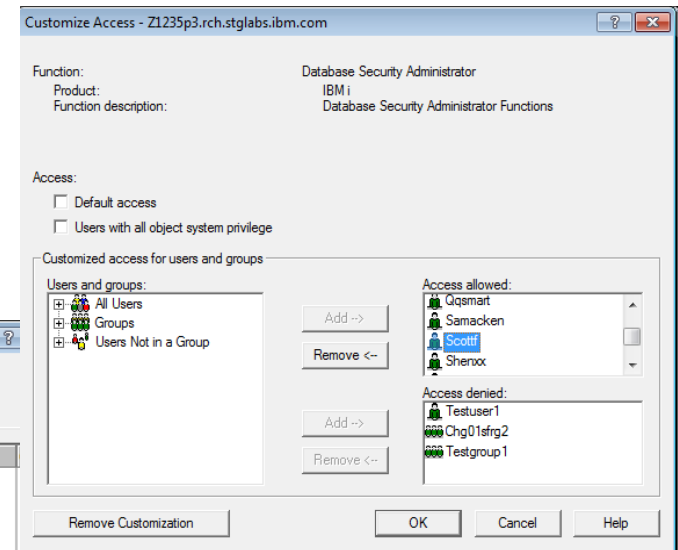 Customize Access - Z1235p3.rch.stglabs.ibm.com
?
Function:
Database Security Administrator
Product:
IBM i
Function description:
Database Security Administrator Functions
Access:
Default access
Users with all object system privilege
Customized access for users and groups
Users and groups:
All Users
Groups
Users Not in a Group
Add -->
Remove <--
Access allowed:
Qqsmart
Samacken
Scottf
Shenxx
Add -->
Remove <--
Access denied:
Testuser1
Chg01sfrg2
Testgroup1
?
Remove Customization
OK
Cancel
Help